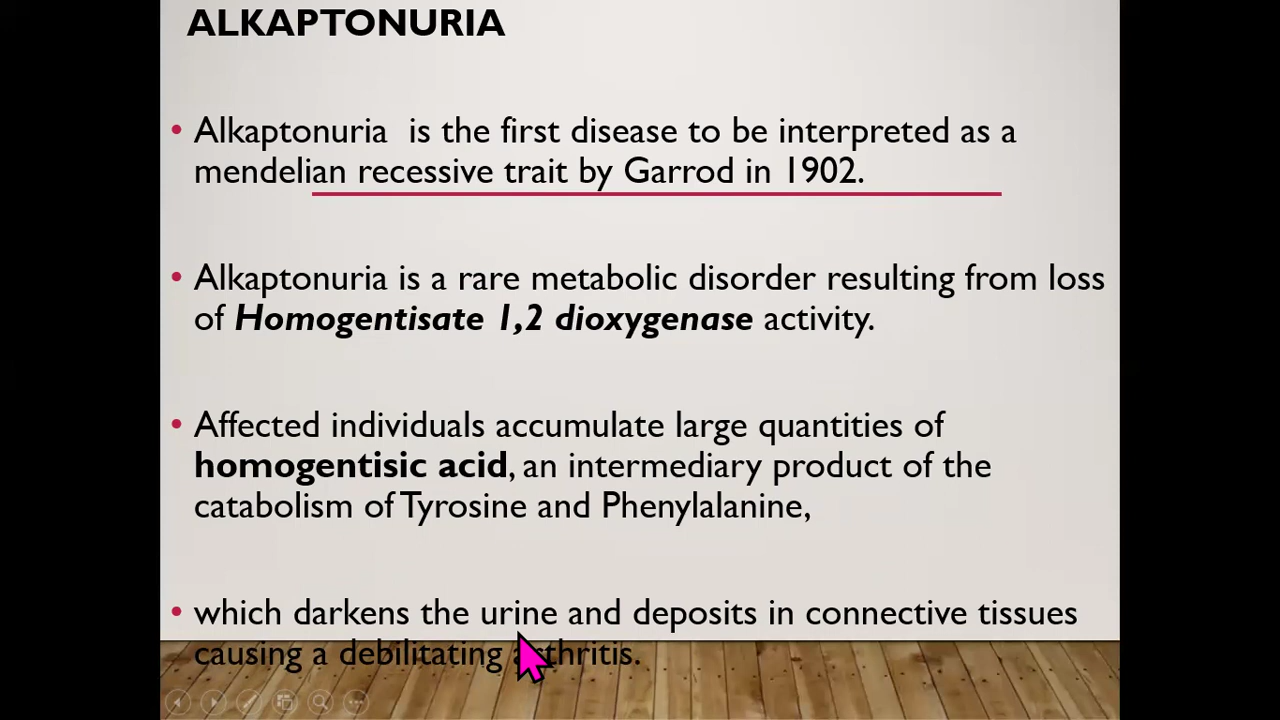 ALKAPTONURIA
• Alkaptonuria is the first disease to be interpreted as a
mendelian recessive trait by Garrod in 1902.
• Alkaptonuria is a rare metabolic disorder resulting from loss
of Homogentisate 1,2 dioxygenase activity.
• Affected individuals accumulate large quantities of
homogentisic acid, an intermediary product of the
catabolism of Tyrosine and Phenylalanine,
• which darkens the urine and deposits in connective tissues
causing a debilitating arthritis.